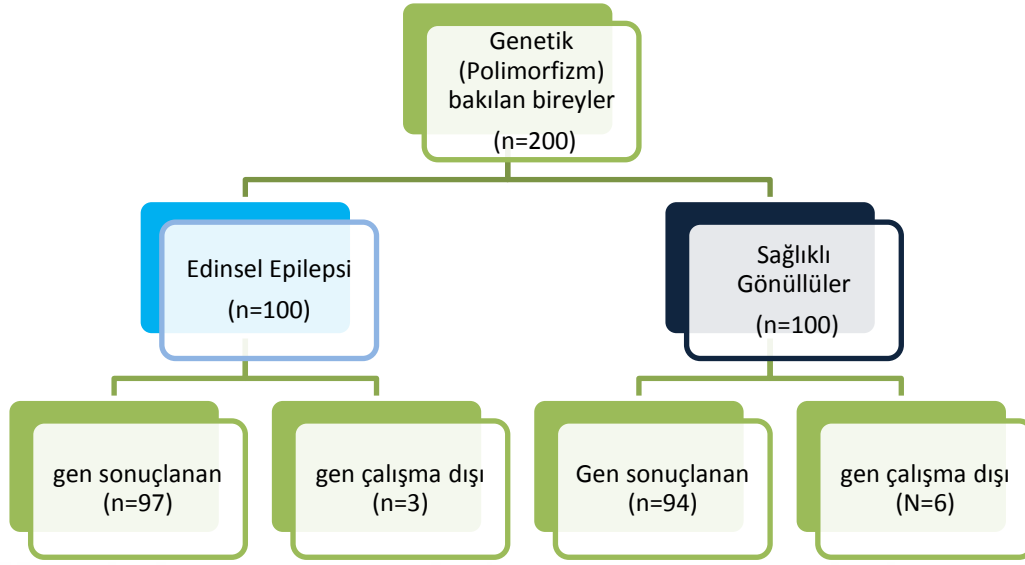 Genetik
(Polimorfizm)
bakılan bireyler
(n=200)
Edinsel Epilepsi
(n=100)
Sağlıklı
Gönüllüler
(n=100)
gen sonuçlanan
(n=97)
gen çalışma dışı
(n=3)
Gen sonuçlanan
(n=94)
gen çalışma dışı
(N=6)